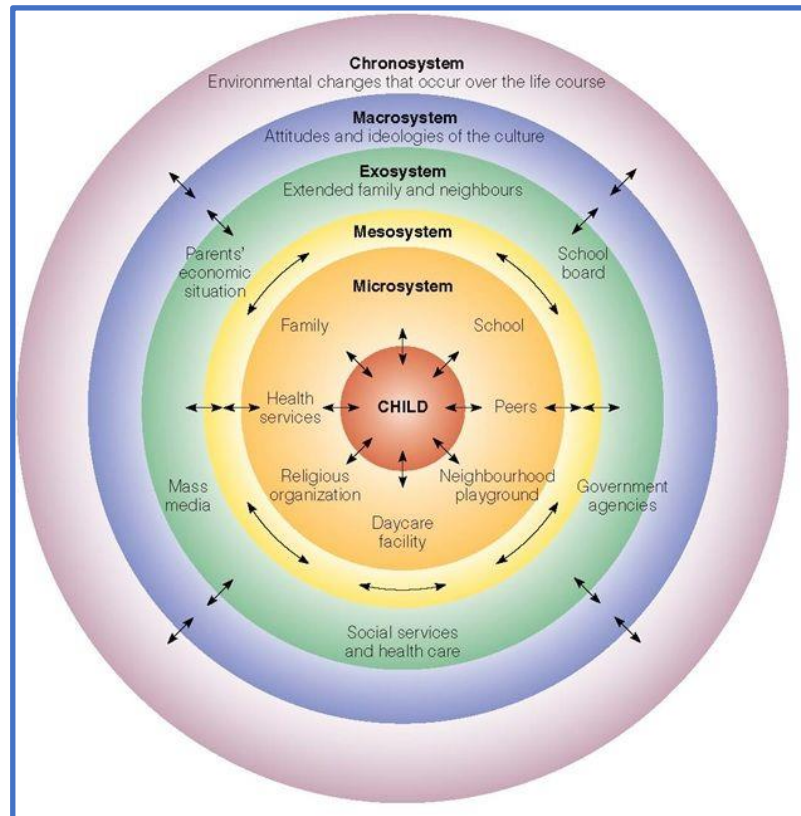 Chronosystem
Environmental changes that occur over the life course
Macrosystem
Attitudes and ideologies of the culture
Exosystem
Extended family and neighbours
Mesosystem
Parents'
economic
situation
School
board
Microsystem
Family
School
Health
services
CHILD
Peers
Religious
organization
Neighbourhood
playground
Mass
media
Government
agencies
Daycare
facility
Social services
and health care